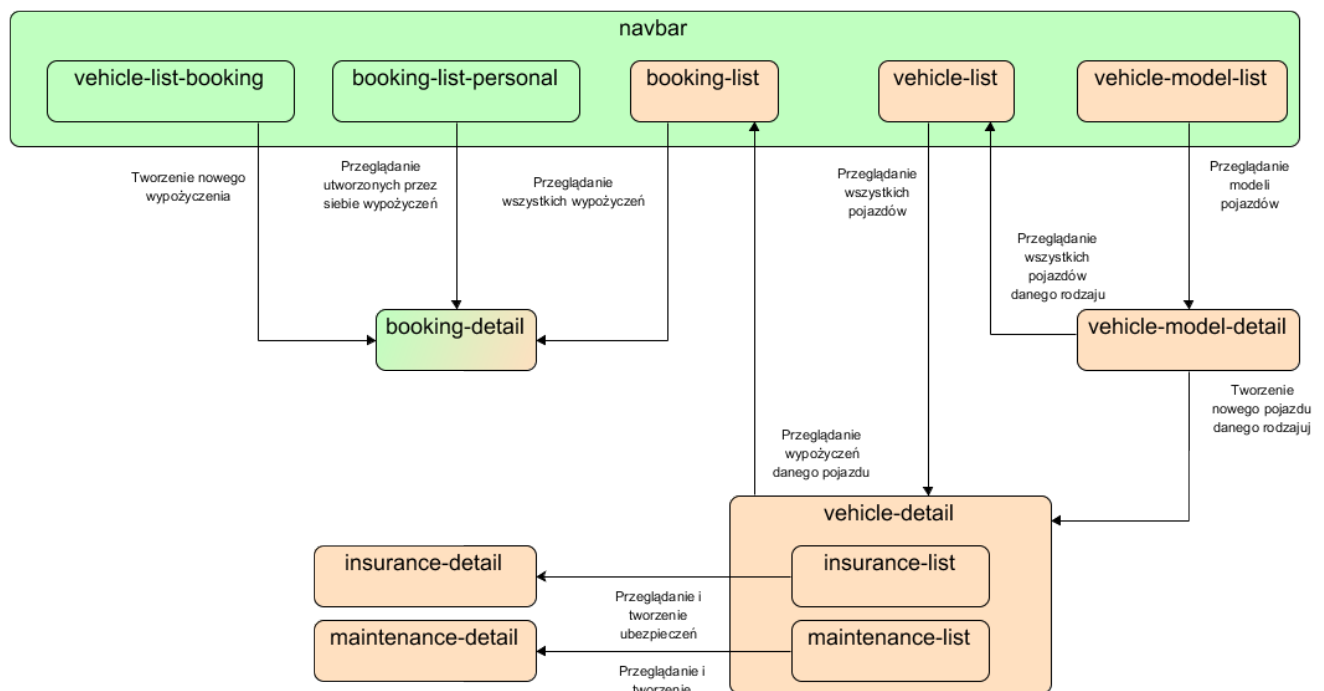 navbar
vehicle-list-booking
booking-list-personal
booking-list
vehicle-list
vehicle-model-list
Tworzenie nowego
wypożyczenia
Przeglądanie
utworzonych przez
siebie wypożyczeń
Przeglądanie
wszystkich wypożyczeń
Przeglądanie
wszystkich
pojazdów
Przeglądanie
modeli
pojazdów
Przeglądanie
wszystkich
pojazdów
danego rodzaju
booking-detail
vehicle-model-detail
Tworzenie
nowego pojazdu
danego rodzajuj
Przeglądanie
wypożyczeń
danego pojazdu
vehicle-detail
insurance-detail
insurance-list
Przeglądanie i
tworzenie
ubezpieczeń
maintenance-detail
maintenance-list
Przeglądanie i
tworzenie